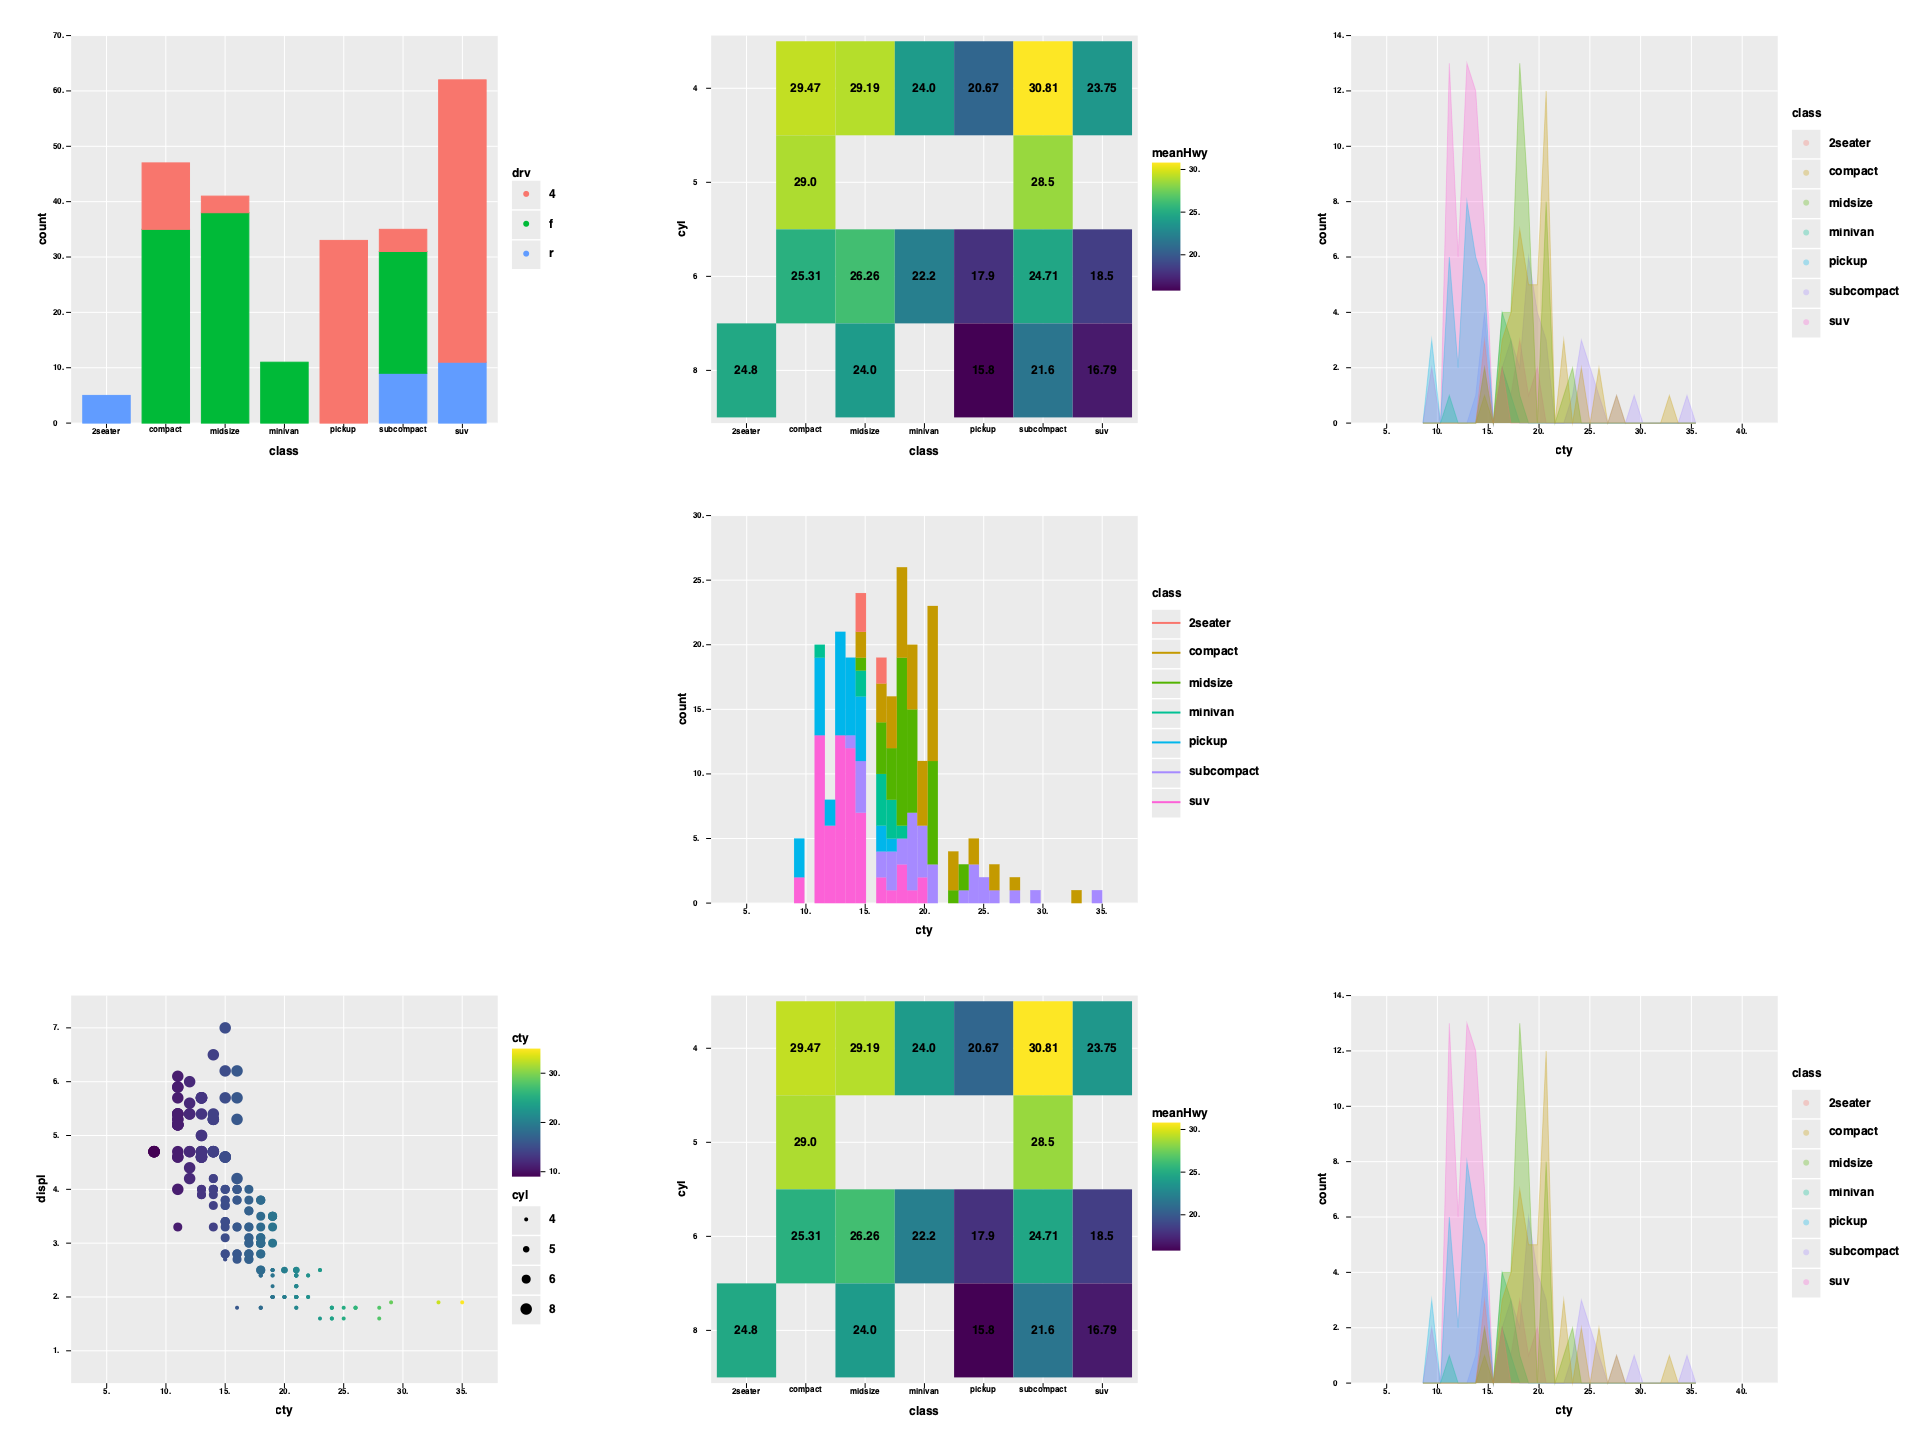 70.
60.
50.
40.
30.
20.
10.
0
count
2seater compact midsize minivan pickup subcompact suv
class
drv
4
f
r
4
5
6
8
cyl
29.47 29.19 24.0 20.67 30.81 23.75
29.0 28.5
25.31 26.26 22.2 17.9 24.71 18.5
24.8 24.0 15.8 21.6 16.79
2seater compact midsize minivan pickup subcompact suv
class
meanHwy
30.
25.
20.
14.
12.
10.
8.
6.
4.
2.
0
count
5. 10. 15. 20. 25. 30. 35. 40.
cty
class
2seater
compact
midsize
minivan
pickup
subcompact
suv
30.
25.
20.
15.
10.
5.
0
count
5. 10. 15. 20. 25. 30. 35.
cty
class
2seater
compact
midsize
minivan
pickup
subcompact
suv
7.
6.
5.
4.
3.
2.
1.
displ
5. 10. 15. 20. 25. 30. 35.
cty
cty
30.
20.
10.
cyl
4
5
6
8
4
5
6
8
cyl
29.47 29.19 24.0 20.67 30.81 23.75
29.0 28.5
25.31 26.26 22.2 17.9 24.71 18.5
24.8 24.0 15.8 21.6 16.79
2seater compact midsize minivan pickup subcompact suv
class
meanHwy
30.
25.
20.
14.
12.
10.
8.
6.
4.
2.
0
count
5. 10. 15. 20. 25. 30. 35. 40.
cty
class
2seater
compact
midsize
minivan
pickup
subcompact
suv